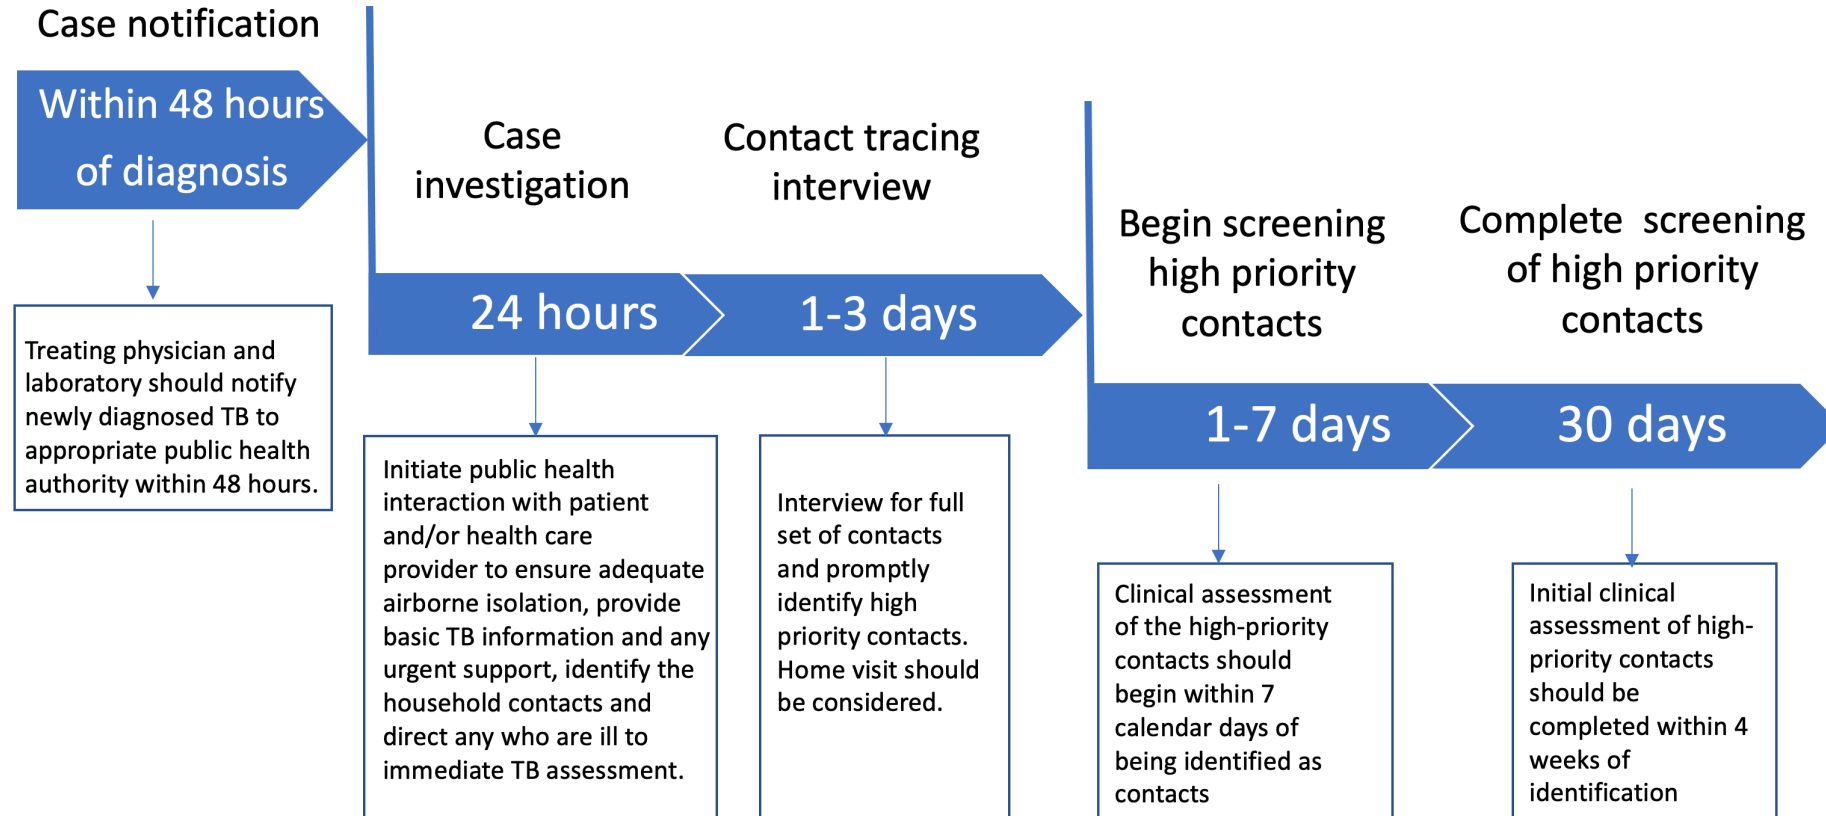 Case notification
Within 48 hours
of diagnosis
Treating physician and
laboratory should notify
newly diagnosed TB to
appropriate public health
authority within 48 hours.
Case
investigation
24 hours
Initiate public health
interaction with patient
and/or health care
provider to ensure adequate
airborne isolation, provide
basic TB information and any
urgent support, identify the
household contacts and
direct any who are ill to
immediate TB assessment.
Contact tracing
interview
1-3 days
Interview for full
set of contacts
and promptly
identify high
priority contacts.
Home visit should
be considered.
Begin screening
high priority
contacts
1-7 days
Clinical assessment
of the high-priority
contacts should
begin within 7
calendar days of
being identified as
contacts
Complete screening
of high priority
contacts
30 days
Initial clinical
assessment of high-
priority contacts
should be
completed within 4
weeks of
identification